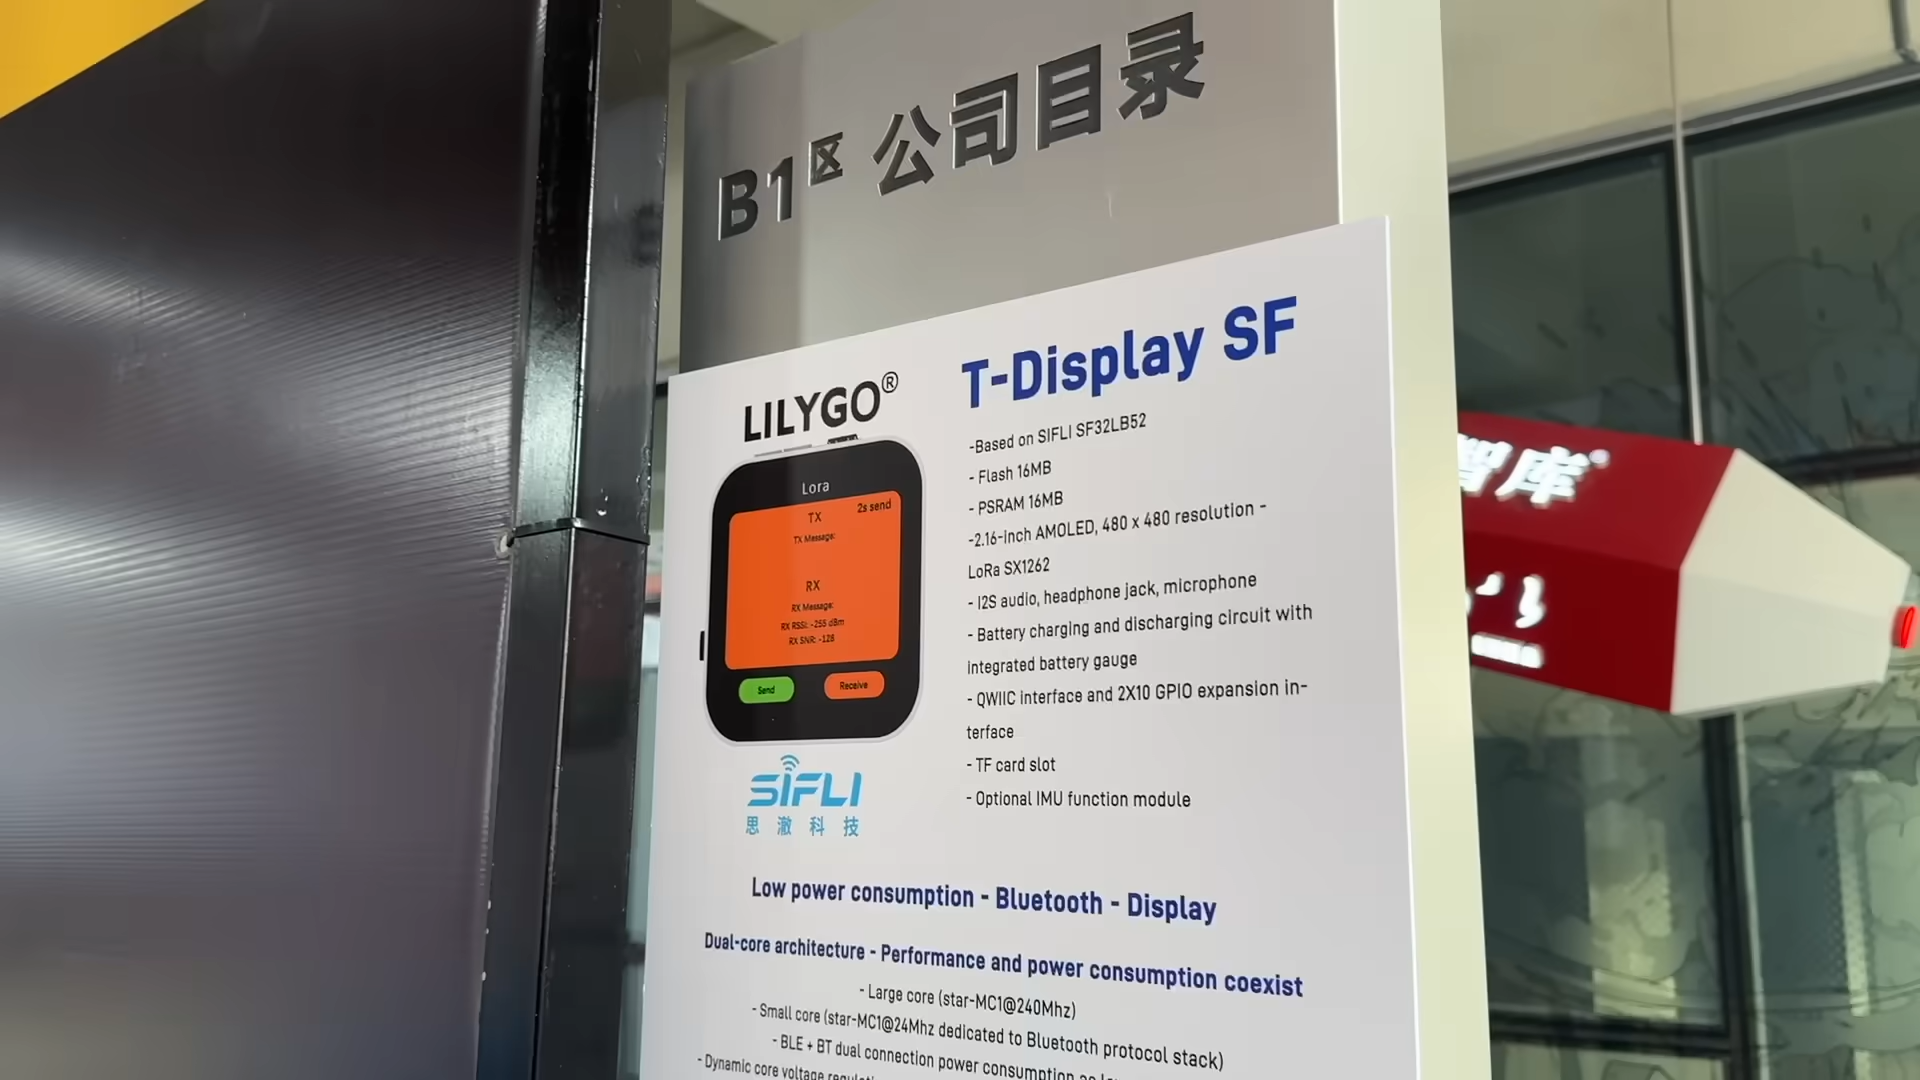 B1区 公司目录
LILYGO®
T-Display SF
-Based on SIFLI SF32LB52
- Flash 16MB
- PSRAM 16MB
-2.16-inch AMOLED, 480 x 480 resolution -
LoRa SX1262
- I2S audio, headphone jack, microphone
- Battery charging and discharging circuit with
integrated battery gauge
- QWIIC interface and 2X10 GPIO expansion in-
terface
- TF card slot
- Optional IMU function module
Lora
TX
2s send
TX Message:
RX
RX Message:
RX RSSI: -255 dBm
RX SNR: -128
Send
Receive
SiFLi
思澈科技
Low power consumption - Bluetooth - Display
Dual-core architecture - Performance and power consumption coexist
- Large core (star-MC1@240Mhz)
- Small core (star-MC1@24Mhz dedicated to Bluetooth protocol stack)
- BLE + BT dual connection power consumption as
- Dynamic core voltage
智库